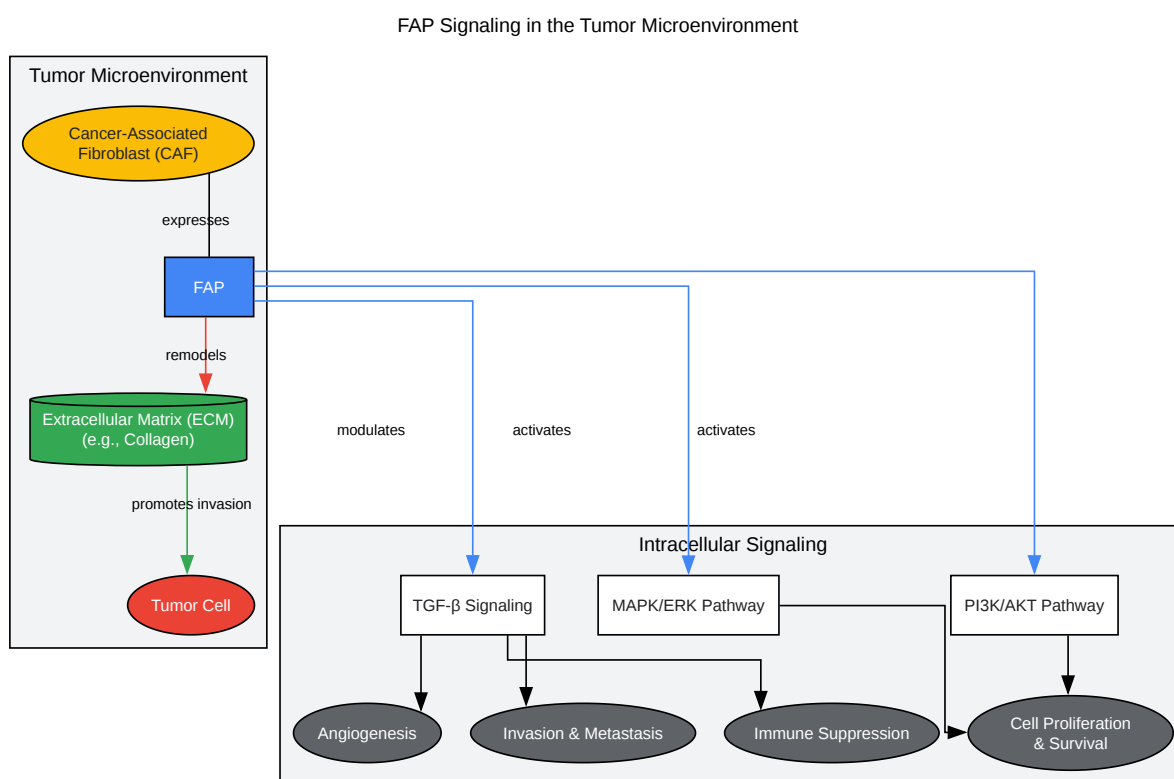 FAP Signaling in the Tumor Microenvironment
Tumor Microenvironment
Cancer-Associated
Fibroblast (CAF)
expresses
FAP
remodels
Extracellular Matrix (ECM)
(e.g., Collagen)
modulates
activates
activates
promotes invasion
Tumor Cell
Intracellular Signaling
TGF-β Signaling
MAPK/ERK Pathway
PI3K/AKT Pathway
Angiogenesis
Invasion & Metastasis
Immune Suppression
Cell Proliferation
& Survival